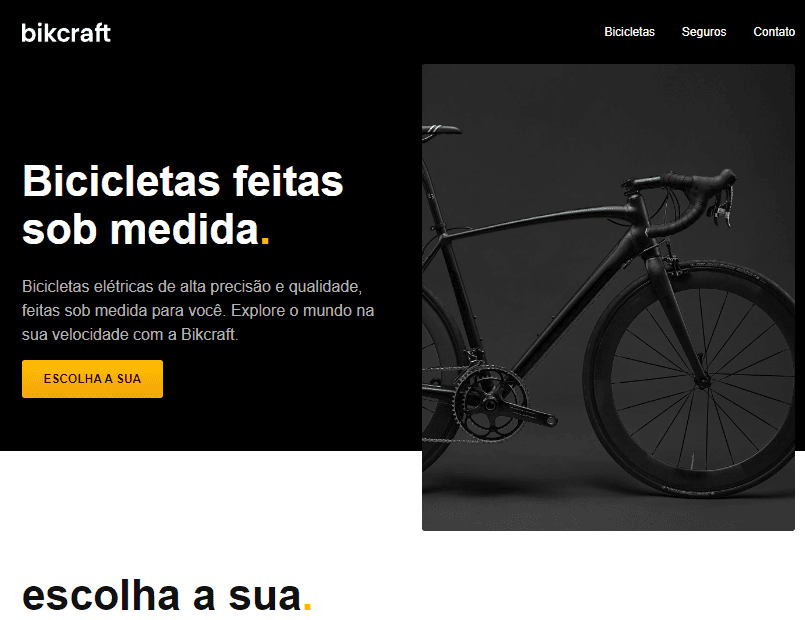 bikcraft
Bicicletas
Seguros
Contato
Bicicletas feitas
sob medida.
Bicicletas elétricas de alta precisão e qualidade,
feitas sob medida para você. Explore o mundo na
sua velocidade com a Bikcraft.
ESCOLHA A SUA
escolha a sua.